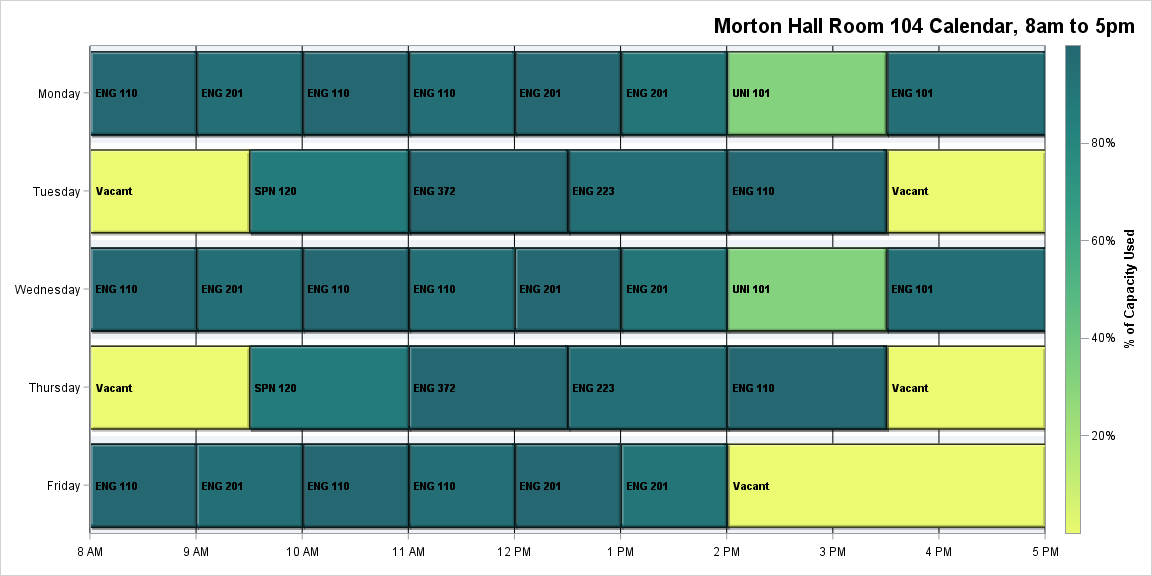 Morton Hall Room 104 Calendar, 8am to 5pm
Monday
ENG 110
ENG 201
ENG 110
ENG 110
ENG 201
ENG 201
UNI 101
ENG 101
Tuesday
Vacant
SPN 120
ENG 372
ENG 223
ENG 110
Vacant
Wednesday
ENG 110
ENG 201
ENG 110
ENG 110
ENG 201
ENG 201
UNI 101
ENG 101
Thursday
Vacant
SPN 120
ENG 372
ENG 223
ENG 110
Vacant
Friday
ENG 110
ENG 201
ENG 110
ENG 110
ENG 201
ENG 201
Vacant
8 AM
9 AM
10 AM
11 AM
12 PM
1 PM
2 PM
3 PM
4 PM
5 PM
80%
60%
40%
20%
% of Capacity Used